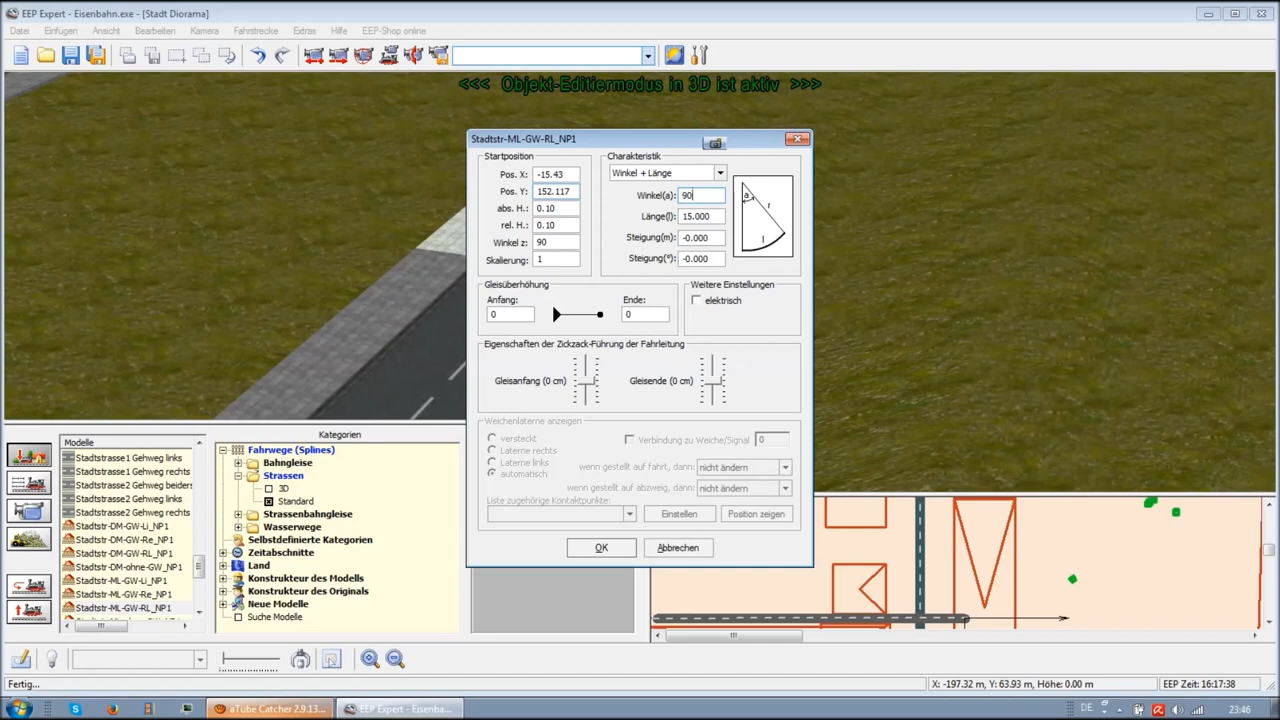 EEP Expert - Eisenbahn.exe - [Stadt Diorama]
Datei Einfügen Ansicht Bearbeiten Kamera Fahrstrecke Extras Hilfe EEP-Shop online
<<< Objekt-Editiermodus in 3D ist aktiv >>>
Stadtstr-ML-GW-RL_NP1
Startposition
Pos. X: -15.43
Pos. Y: 152.117
abs. H.: 0.10
rel. H.: 0.10
Winkel z: 90
Skalierung: 1
Charakteristik
Winkel + Länge
Winkel(a): 90
Länge(l): 15.000
Steigung(m): -0.000
Steigung(°): -0.000
a
r
l
Gleisüberhöhung
Anfang: Ende:
0 0
Weitere Einstellungen
elektrisch
Eigenschaften der Zickzack-Führung der Fahrleitung
Gleisanfang (0 cm) Gleisende (0 cm)
Weichenlaterne anzeigen
versteckt
Laterne rechts
Laterne links
automatisch
Verbindung zu Weiche/Signal 0
wenn gestellt auf fahrt, dann: nicht ändern
wenn gestellt auf abzweig, dann: nicht ändern
Liste zugehörige Kontaktpunkte:
Einstellen Position zeigen
OK Abbrechen
Modelle
Stadtstrasse1 Gehweg links
Stadtstrasse1 Gehweg rechts
Stadtstrasse2 Gehweg beider
Stadtstrasse2 Gehweg links
Stadtstrasse2 Gehweg rechts
Stadtstr-DM-GW-Li_NP1
Stadtstr-DM-GW-Re_NP1
Stadtstr-DM-GW-RL_NP1
Stadtstr-DM-ohne-GW_NP1
Stadtstr-ML-GW-Li_NP1
Stadtstr-ML-GW-Re_NP1
Stadtstr-ML-GW-RL_NP1
Kategorien
Fahrwege (Splines)
Bahngleise
Strassen
3D
Standard
Strassenbahngleise
Wasserwege
Selbstdefinierte Kategorien
Zeitabschnitte
Land
Konstrukteur des Modells
Konstrukteur des Originals
Neue Modelle
Suche Modelle
Fertig... X: -197.32 m, Y: 63.93 m, Höhe: 0.00 m EEP Zeit: 16:17:38
aTube Catcher 2.9.13... EEP Expert - Eisenba... DE 23:46